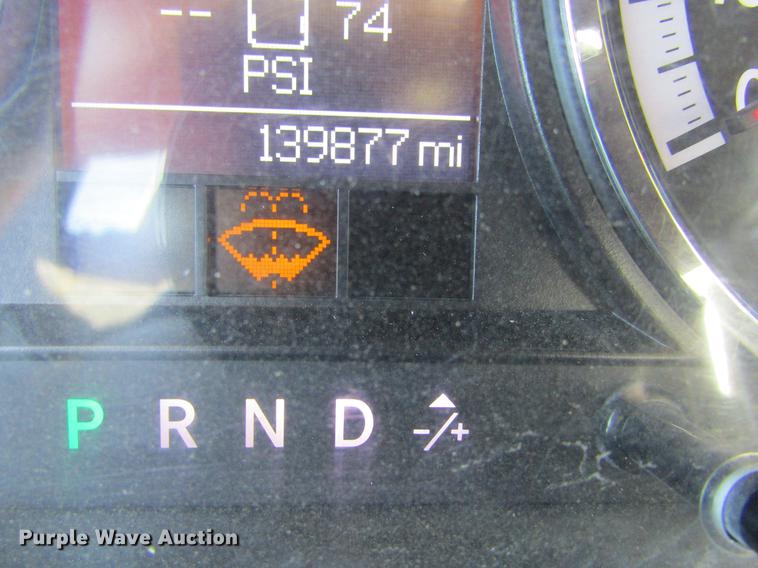 -- 74
PSI
139877 mi
P R N D -/+
Purple Wave Auction